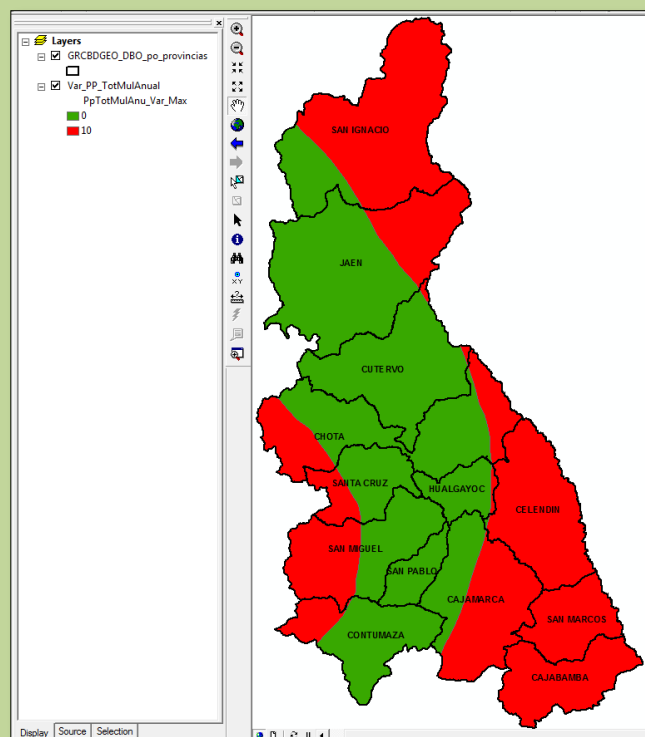 Layers
GRCBDGEO_DBO_po_provincias
Var_PP_TotMulAnual
PpTotMulAnu_Var_Max
0
10
XY
SAN IGNACIO
JAEN
CUTERVO
CHOTA
SANTA CRUZ
HUALGAYOC
CELENDIN
SAN MIGUEL
SAN PABLO
CAJAMARCA
SAN MARCOS
CONTUMAZA
CAJABAMBA
Display Source Selection